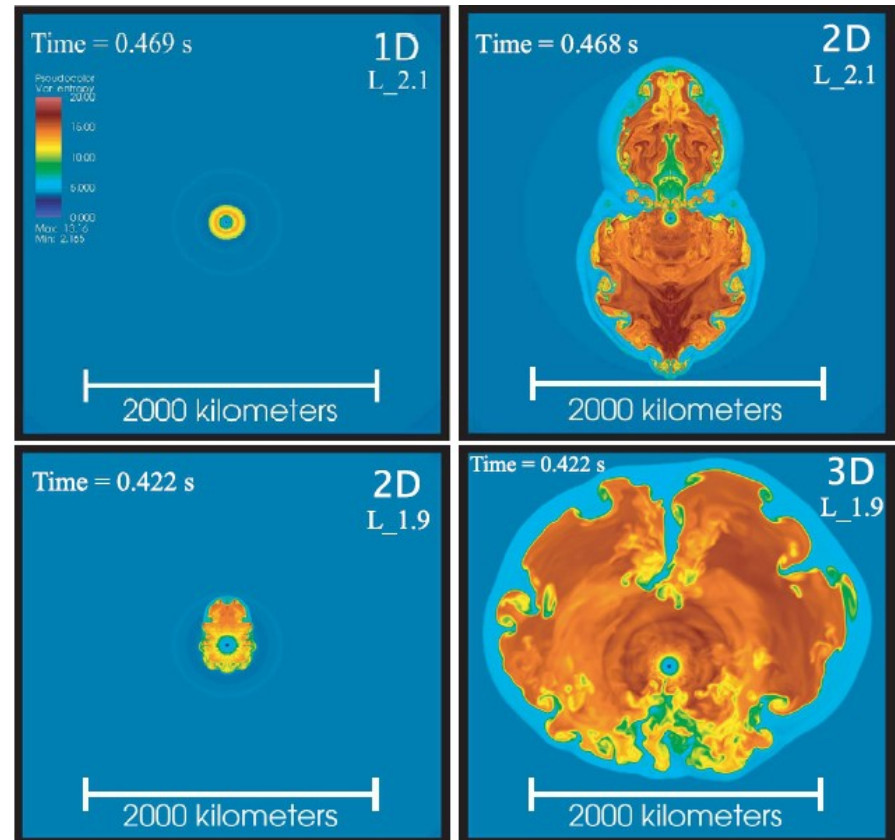 Time = 0.469 s
1D
L_2.1
Pseudocolor
Var: entropy
20.00
15.00
10.00
5.000
0.000
Max: 13.16
Min: 2.165
2000 kilometers
Time = 0.468 s
2D
L_2.1
2000 kilometers
Time = 0.422 s
2D
L_1.9
2000 kilometers
Time = 0.422 s
3D
L_1.9
2000 kilometers